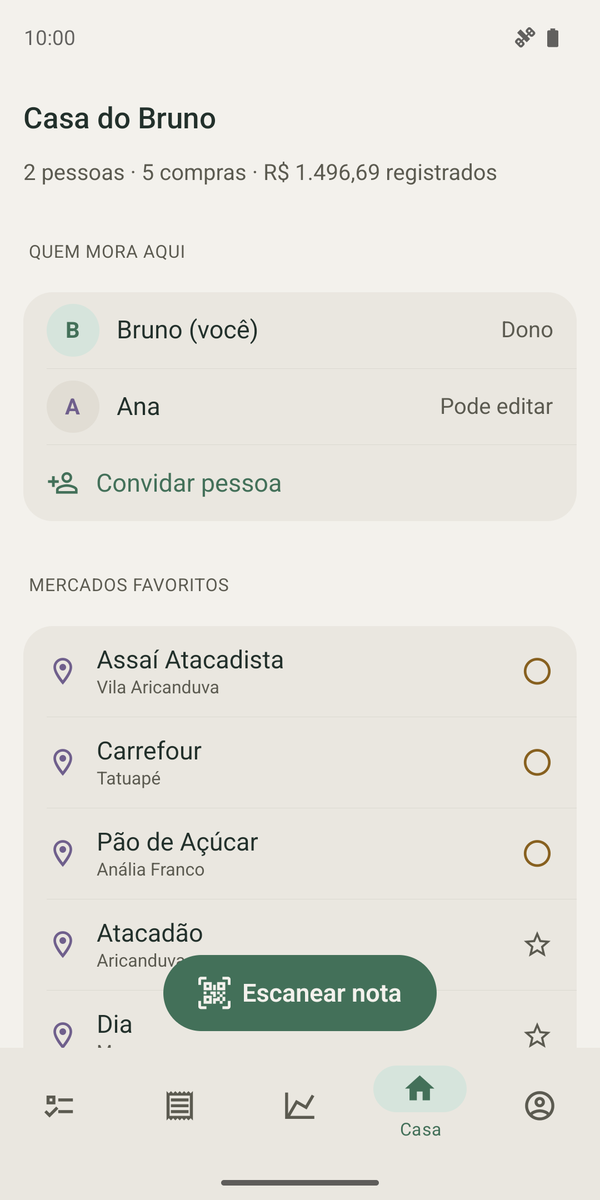 10:00
Casa do Bruno
2 pessoas · 5 compras · R$ 1.496,69 registrados
QUEM MORA AQUI
B
Bruno (você)
Dono
A
Ana
Pode editar
Convidar pessoa
MERCADOS FAVORITOS
Assaí Atacadista
Vila Aricanduva
Carrefour
Tatuapé
Pão de Açúcar
Anália Franco
Atacadão
Aricanduva
Escanear nota
Dia
Casa